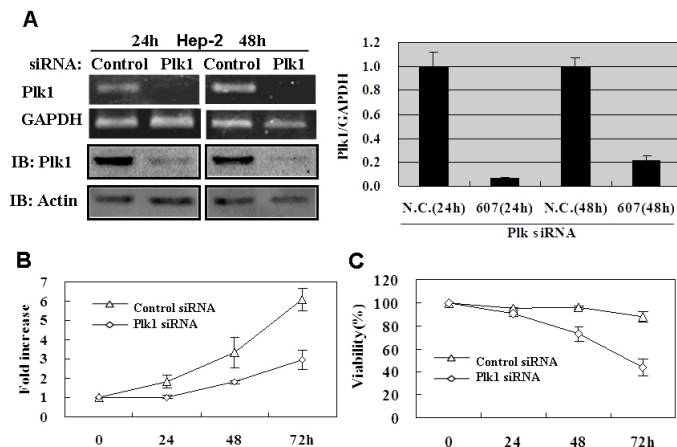 A
24h Hep-2 48h
siRNA: Control Plk1 Control Plk1
Plk1
GAPDH
IB: Plk1
IB: Actin
Plk1/GAPDH
1.2
1.0
0.8
0.6
0.4
0.2
0.0
N.C.(24h) 607(24h) N.C.(48h) 607(48h)
Plk siRNA
B
Fold increase
7
6
5
4
3
2
1
0
Control siRNA
Plk1 siRNA
0 24 48 72h
C
Viability(%)
120
100
80
60
40
20
0
Control siRNA
Plk1 siRNA
0 24 48 72h